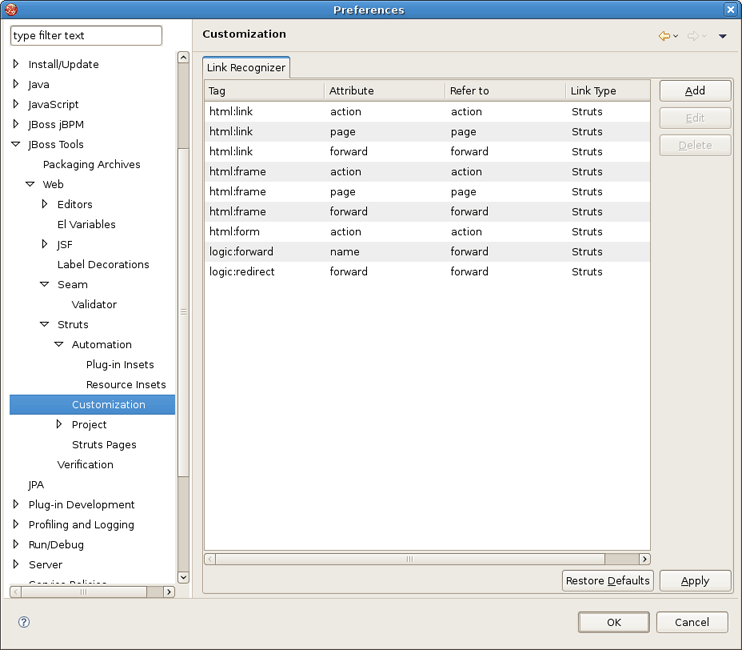 Preferences
type filter text
Install/Update
Java
JavaScript
JBoss jBPM
JBoss Tools
Packaging Archives
Web
Editors
El Variables
JSF
Label Decorations
Seam
Validator
Struts
Automation
Plug-in Insets
Resource Insets
Customization
Project
Struts Pages
Verification
JPA
Plug-in Development
Profiling and Logging
Run/Debug
Server
Service Policies
Customization
Link Recognizer
Tag Attribute Refer to Link Type
html:link action action Struts
html:link page page Struts
html:link forward forward Struts
html:frame action action Struts
html:frame page page Struts
html:frame forward forward Struts
html:form action action Struts
logic:forward name forward Struts
logic:redirect forward forward Struts
Add
Edit
Delete
Restore Defaults Apply
OK Cancel